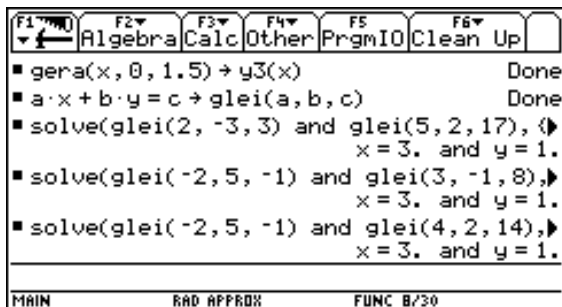 F1 F2 F3 F4 F5 F6
Algebra Calc Other PrgmIO Clean Up
gera(x,0,1.5)→y3(x) Done
a·x+b·y=c→glei(a,b,c) Done
solve(glei(2,-3,3) and glei(5,2,17),{
x=3. and y=1.
solve(glei(-2,5,-1) and glei(3,-1,8),
x=3. and y=1.
solve(glei(-2,5,-1) and glei(4,2,14),
x=3. and y=1.
MAIN RAD APPROX FUNC 8/30